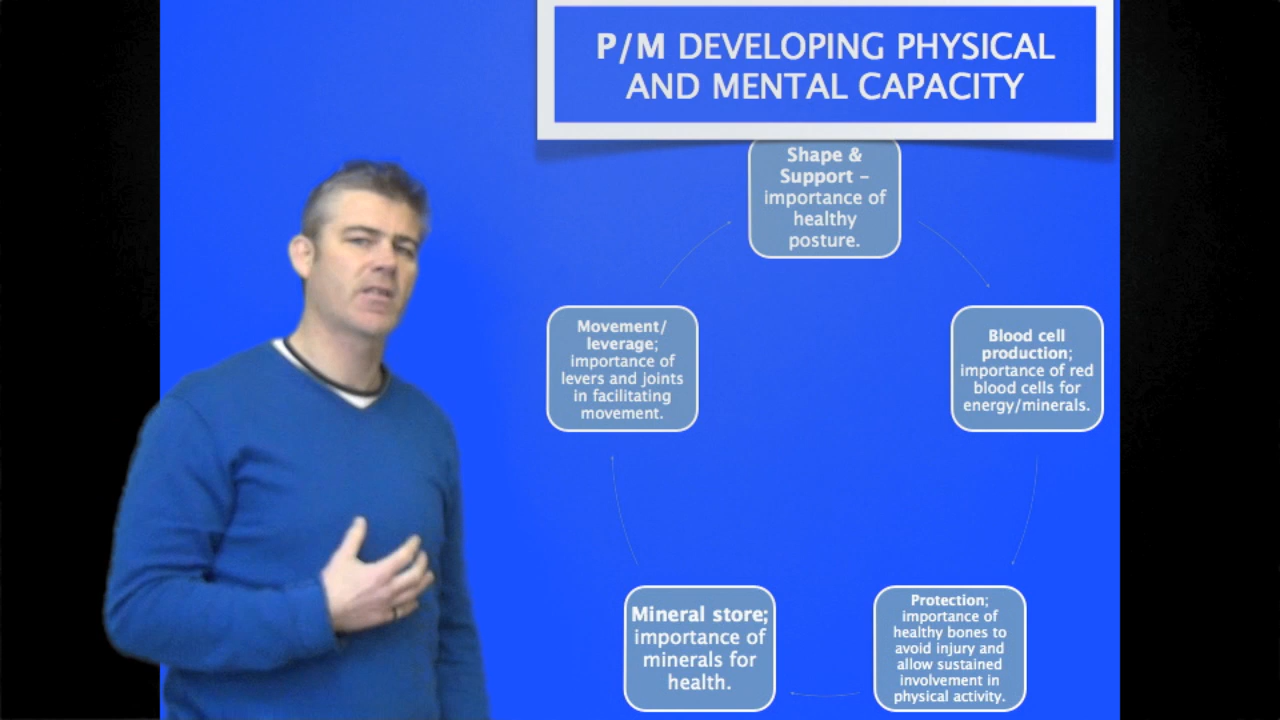 P/M DEVELOPING PHYSICAL
AND MENTAL CAPACITY
Shape &
Support –
importance of
healthy
posture.
Blood cell
production;
importance of red
blood cells for
energy/minerals.
Protection;
importance of
healthy bones to
avoid injury and
allow sustained
involvement in
physical activity.
Mineral store;
importance of
minerals for
health.
Movement/
leverage;
importance of
levers and joints
in facilitating
movement.